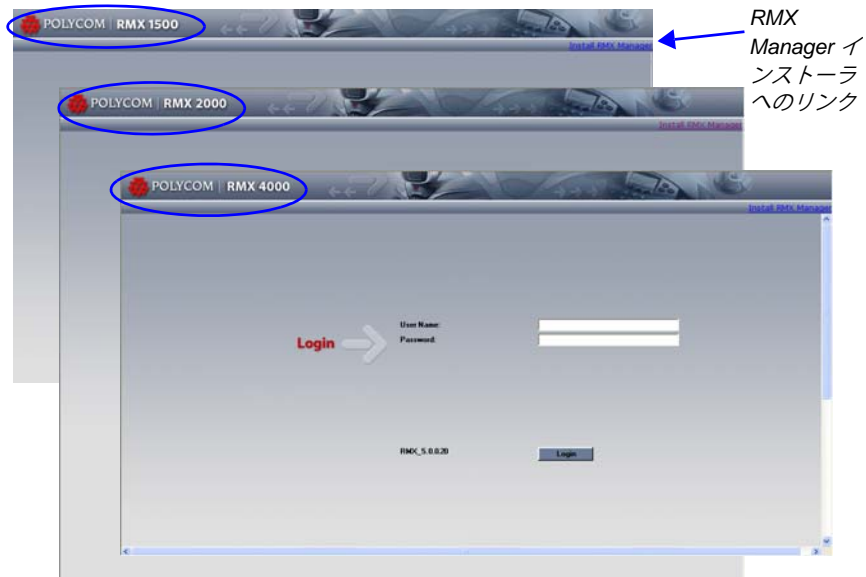 POLYCOM | RMX 1500
Install RMX Manager
RMX
Manager イ
ンストーラ
へのリンク
POLYCOM | RMX 2000
Install RMX Manager
POLYCOM | RMX 4000
Install RMX Manager
User Name:
Login
Password:
RMX_5.0.0.20
Login